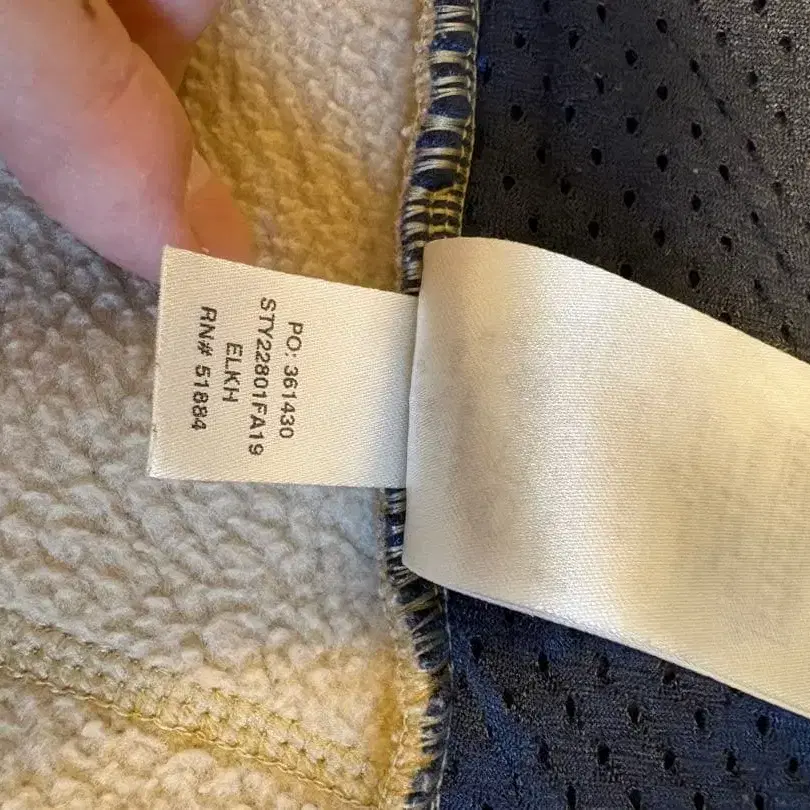 PO: 361430
STY22801FA19
ELKH
RN# 51884